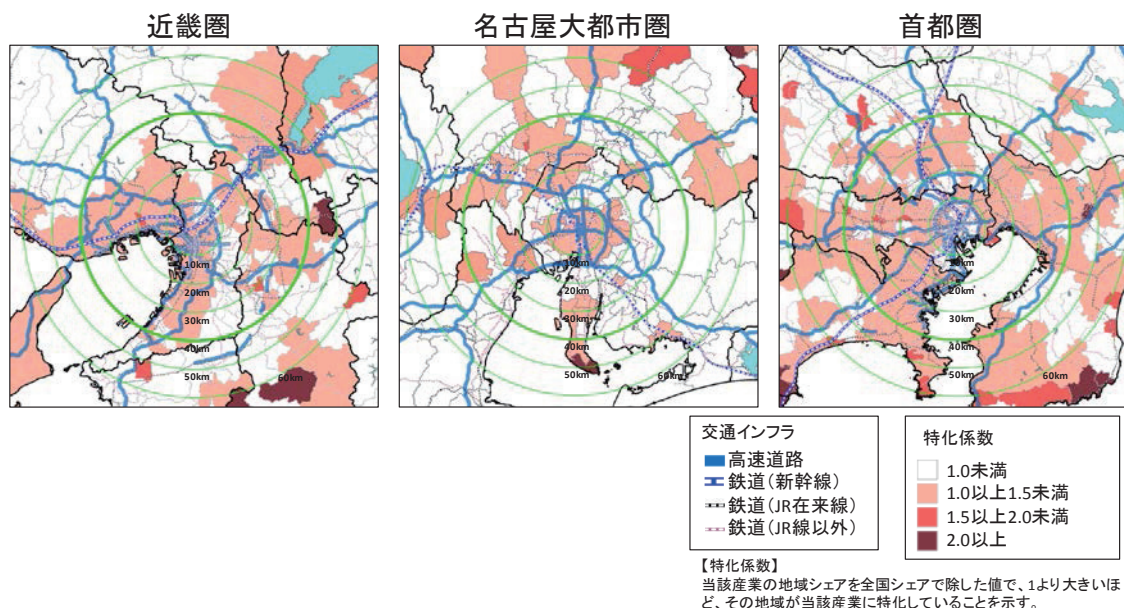 近畿圏
名古屋大都市圏
首都圏
10km
20km
30km
40km
50km
60km
10km
20km
30km
40km
50km
60km
10km
20km
30km
40km
50km
60km
交通インフラ
高速道路
鉄道(新幹線)
鉄道(JR在来線)
鉄道(JR線以外)
特化係数
1.0未満
1.0以上1.5未満
1.5以上2.0未満
2.0以上
【特化係数】
当該産業の地域シェアを全国シェアで除した値で、1より大きいほ
ど、その地域が当該産業に特化していることを示す。